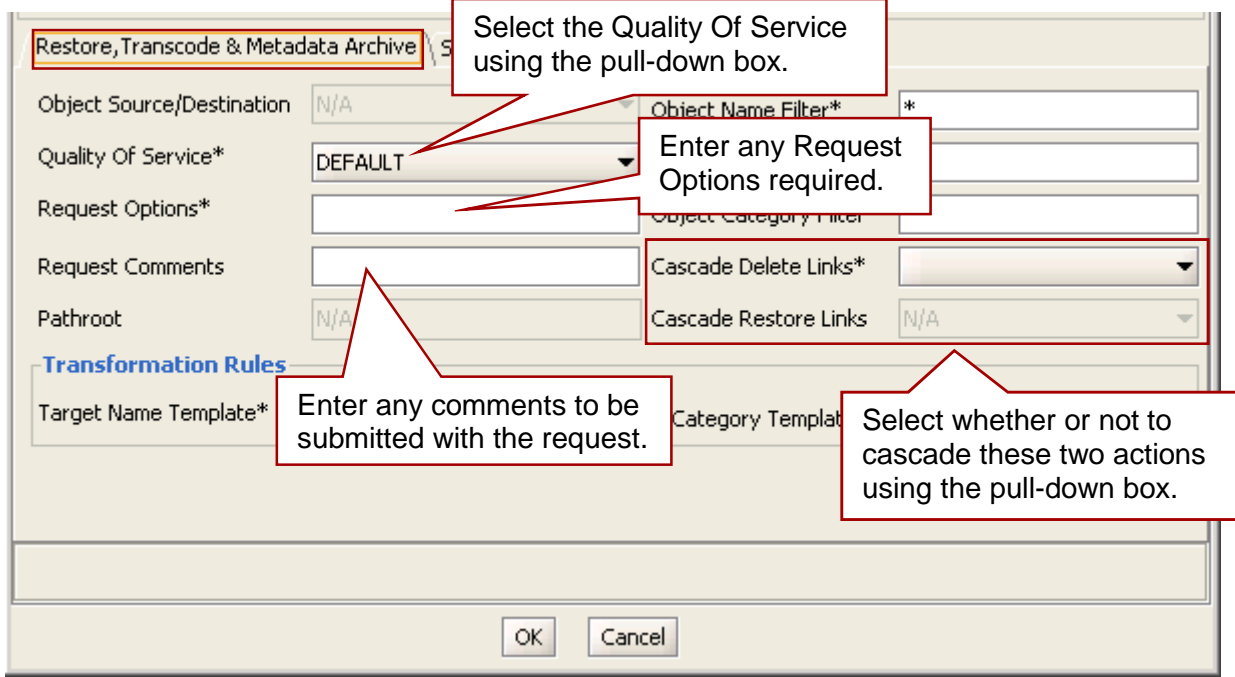 Select the Quality Of Service
using the pull-down box.
Restore, Transcode & Metadata Archive
Object Source/Destination N/A Object Name Filter* *
Quality Of Service* DEFAULT
Enter any Request
Options required.
Request Options* Object Category Filter
Request Comments Cascade Delete Links*
Pathroot N/A Cascade Restore Links N/A
Transformation Rules
Target Name Template* Category
Enter any comments to be
submitted with the request.
Select whether or not to
cascade these two actions
using the pull-down box.
OK Cancel